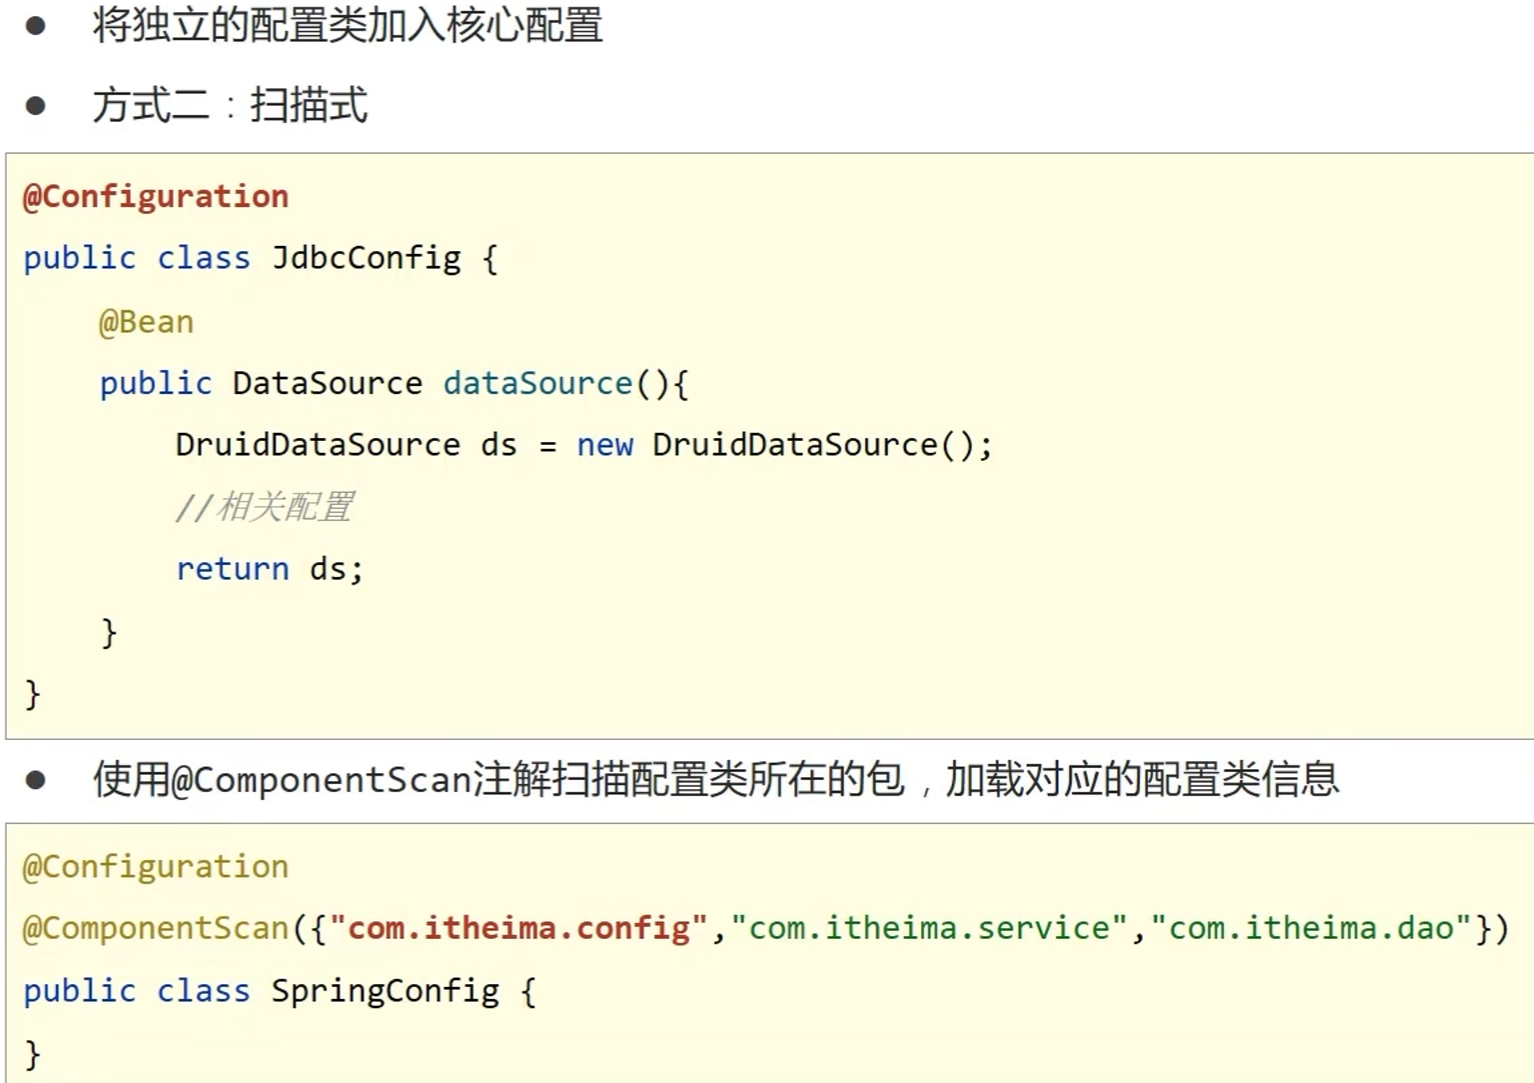 ● 将独立的配置类加入核心配置
● 方式二：扫描式
@Configuration
public class JdbcConfig {
    @Bean
    public DataSource dataSource(){
        DruidDataSource ds = new DruidDataSource();
        //相关配置
        return ds;
    }
}
● 使用@ComponentScan注解扫描配置类所在的包，加载对应的配置类信息
@Configuration
@ComponentScan({"com.itheima.config","com.itheima.service","com.itheima.dao"})
public class SpringConfig {
}